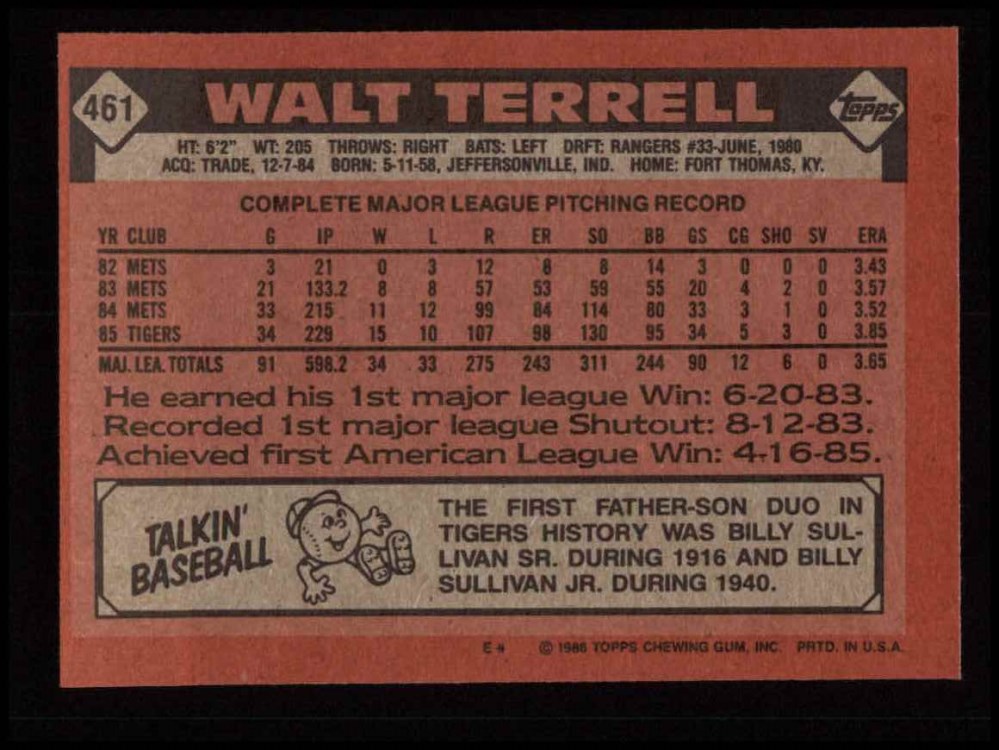 461
WALT TERRELL
topps
HT: 6'2" WT: 205 THROWS: RIGHT BATS: LEFT DRFT: RANGERS #33-JUNE, 1980
ACQ: TRADE, 12-7-84 BORN: 5-11-58, JEFFERSONVILLE, IND. HOME: FORT THOMAS, KY.
COMPLETE MAJOR LEAGUE PITCHING RECORD
YR CLUB G IP W L R ER SO BB GS CG SHO SV ERA
82 METS 3 21 0 3 12 8 8 14 3 0 0 0 3.43
83 METS 21 133.2 8 8 57 53 59 55 20 4 2 0 3.57
84 METS 33 215 11 12 99 84 114 80 33 3 1 0 3.52
85 TIGERS 34 229 15 10 107 98 130 95 34 5 3 0 3.85
MAJ. LEA. TOTALS 91 598.2 34 33 275 243 311 244 90 12 6 0 3.65
He earned his 1st major league Win: 6-20-83.
Recorded 1st major league Shutout: 8-12-83.
Achieved first American League Win: 4-16-85.
TALKIN'
BASEBALL
THE FIRST FATHER-SON DUO IN
TIGERS HISTORY WAS BILLY SUL-
LIVAN SR. DURING 1916 AND BILLY
SULLIVAN JR. DURING 1940.
E* © 1986 TOPPS CHEWING GUM, INC. PRTD. IN U.S.A.